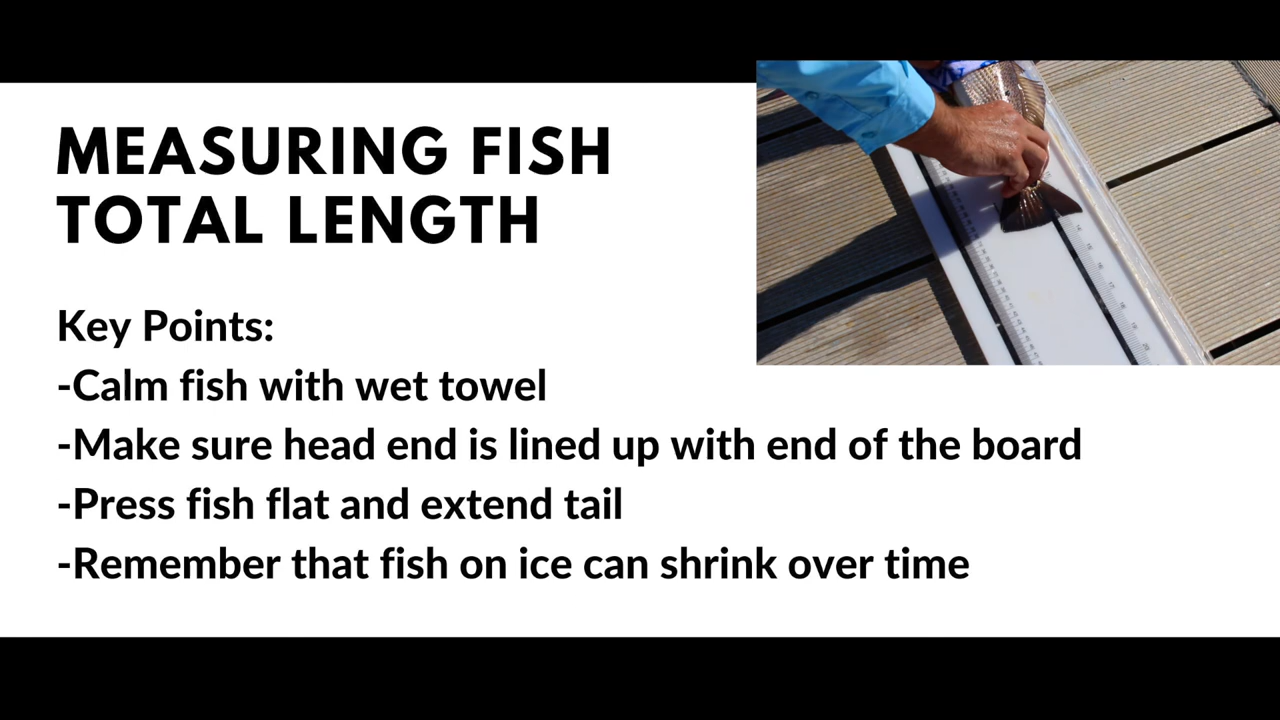 MEASURING FISH
TOTAL LENGTH
Key Points:
-Calm fish with wet towel
-Make sure head end is lined up with end of the board
-Press fish flat and extend tail
-Remember that fish on ice can shrink over time